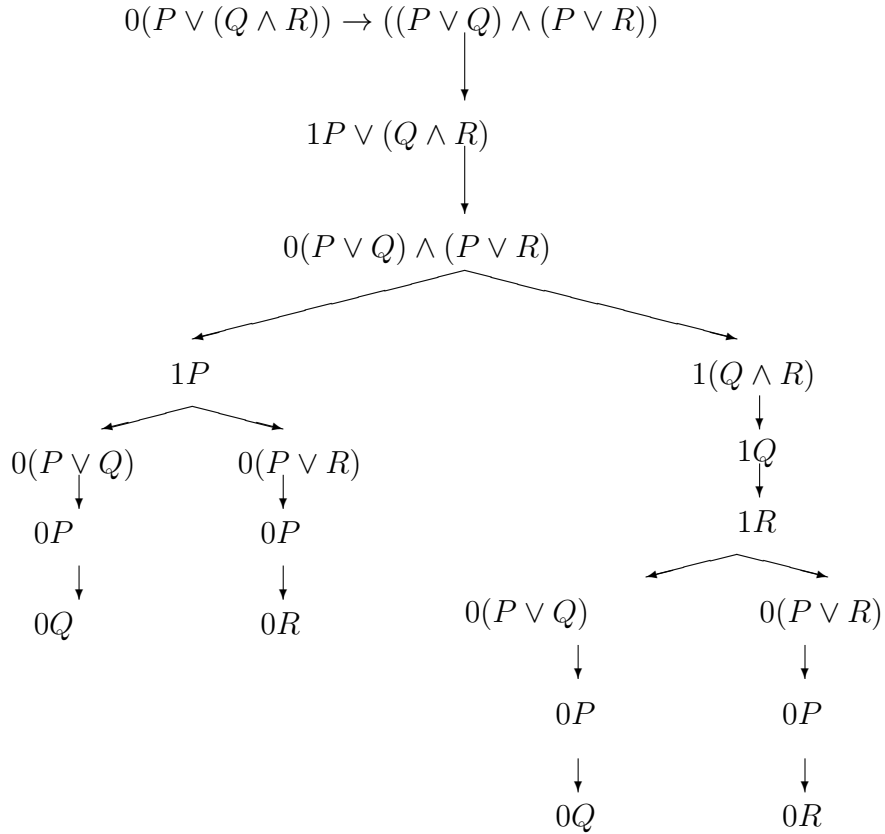 0(P ∨ (Q ∧ R)) → ((P ∨ Q) ∧ (P ∨ R))
1P ∨ (Q ∧ R)
0(P ∨ Q) ∧ (P ∨ R)
1P 1(Q ∧ R)
0(P ∨ Q) 0(P ∨ R) 1Q
0P 0P 1R
0Q 0R 0(P ∨ Q) 0(P ∨ R)
0P 0P
0Q 0R